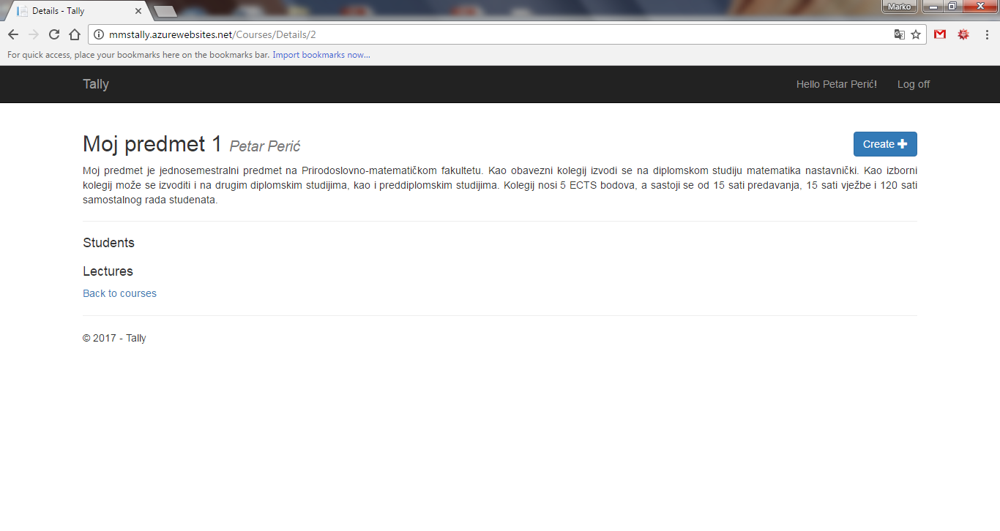 Details - Tally
Marko
mmstally.azurewebsites.net/Courses/Details/2
For quick access, place your bookmarks here on the bookmarks bar. Import bookmarks now...
Tally
Hello Petar Perić!
Log off
Moj predmet 1 Petar Perić
Create
Moj predmet je jednosemestralni predmet na Prirodoslovno-matematičkom fakultetu. Kao obavezni kolegij izvodi se na diplomskom studiju matematika nastavnički. Kao izborni
kolegij može se izvoditi i na drugim diplomskim studijima, kao i preddiplomskim studijima. Kolegij nosi 5 ECTS bodova, a sastoji se od 15 sati predavanja, 15 sati vježbe i 120 sati
samostalnog rada studenata.
Students
Lectures
Back to courses
© 2017 - Tally